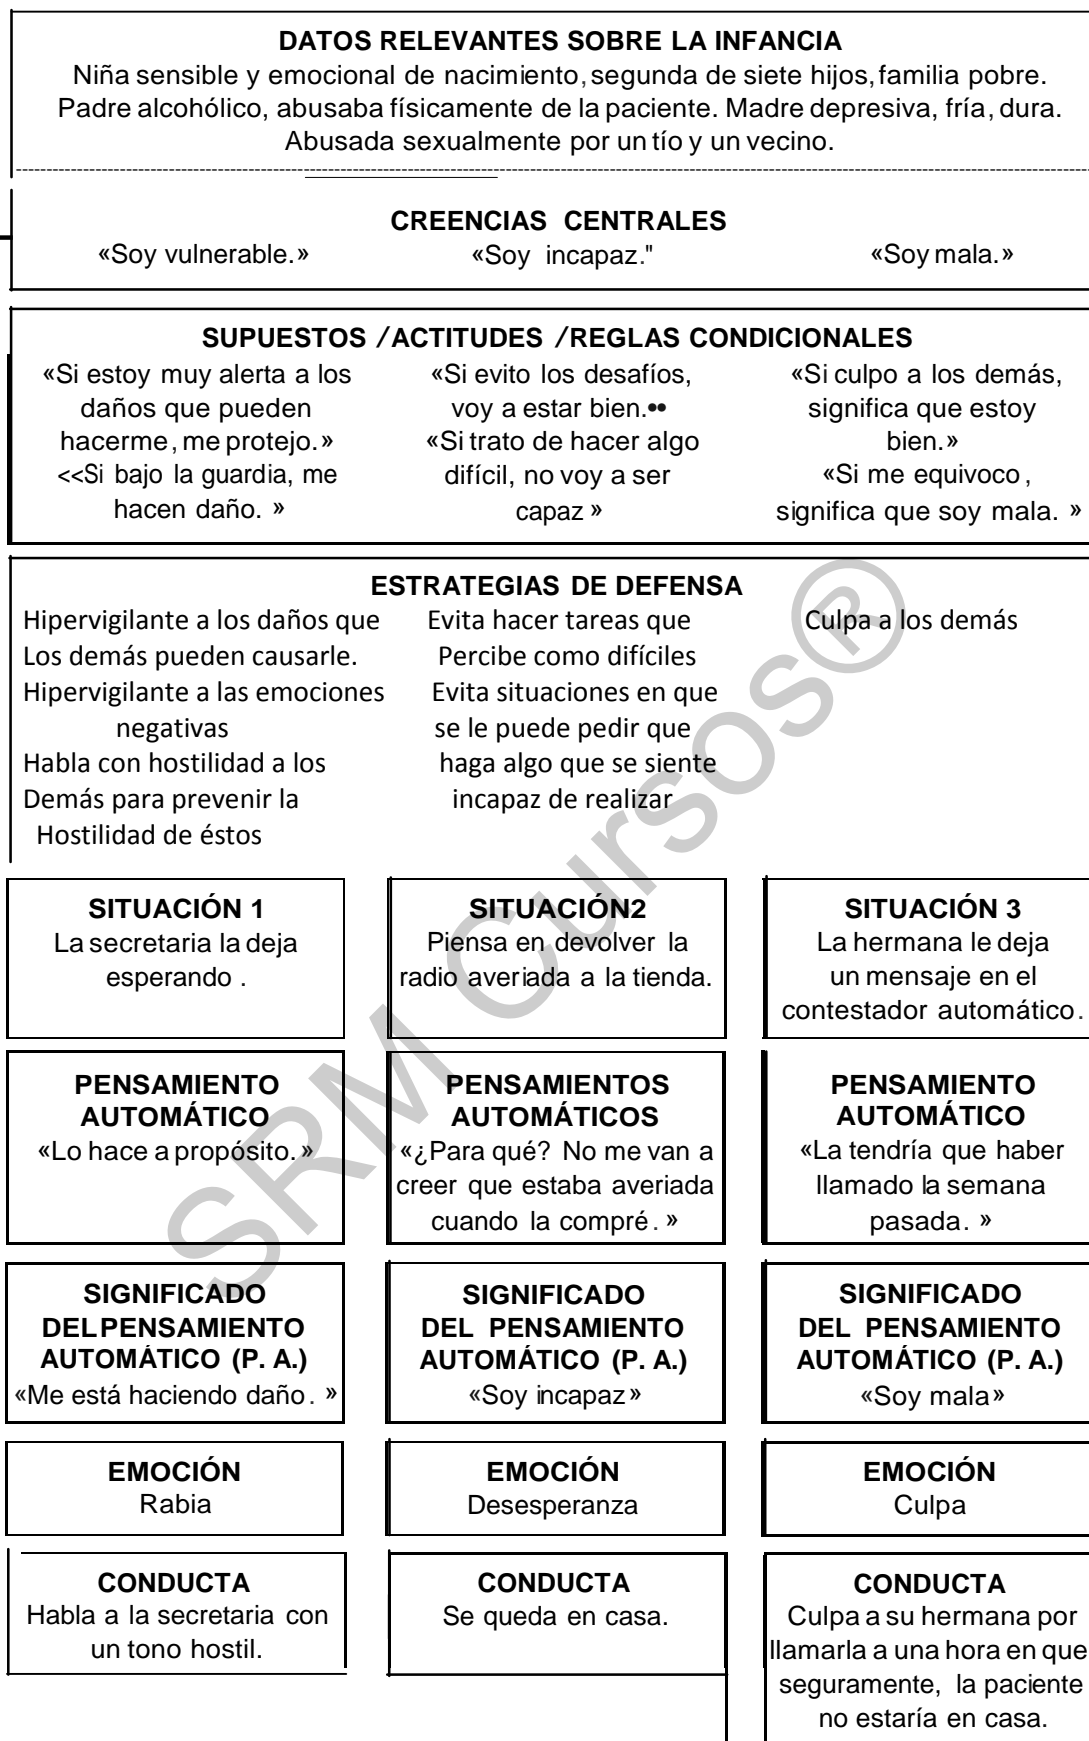 DATOS RELEVANTES SOBRE LA INFANCIA
Niña sensible y emocional de nacimiento, segunda de siete hijos, familia pobre.
Padre alcohólico, abusaba físicamente de la paciente. Madre depresiva, fría, dura.
Abusada sexualmente por un tío y un vecino.
CREENCIAS CENTRALES
«Soy vulnerable.» «Soy incapaz." «Soy mala.»
SUPUESTOS /ACTITUDES /REGLAS CONDICIONALES
«Si estoy muy alerta a los
daños que pueden
hacerme, me protejo.»
<<Si bajo la guardia, me
hacen daño. »
«Si evito los desafíos,
voy a estar bien.••
«Si trato de hacer algo
difícil, no voy a ser
capaz »
«Si culpo a los demás,
significa que estoy
bien.»
«Si me equivoco,
significa que soy mala. »
ESTRATEGIAS DE DEFENSA
Hipervigilante a los daños que
Los demás pueden causarle.
Hipervigilante a las emociones
negativas
Habla con hostilidad a los
Demás para prevenir la
Hostilidad de éstos
Evita hacer tareas que
Percibe como difíciles
Evita situaciones en que
se le puede pedir que
haga algo que se siente
incapaz de realizar
Culpa a los demás
SITUACIÓN 1
La secretaria la deja
esperando .
SITUACIÓN2
Piensa en devolver la
radio averiada a la tienda.
SITUACIÓN 3
La hermana le deja
un mensaje en el
contestador automático.
PENSAMIENTO
AUTOMÁTICO
«Lo hace a propósito.»
PENSAMIENTOS
AUTOMÁTICOS
«¿Para qué? No me van a
creer que estaba averiada
cuando la compré. »
PENSAMIENTO
AUTOMÁTICO
«La tendría que haber
llamado la semana
pasada. »
SIGNIFICADO
DEL PENSAMIENTO
AUTOMÁTICO (P. A.)
«Me está haciendo daño. »
SIGNIFICADO
DEL PENSAMIENTO
AUTOMÁTICO (P. A.)
«Soy incapaz»
SIGNIFICADO
DEL PENSAMIENTO
AUTOMÁTICO (P. A.)
«Soy mala»
EMOCIÓN
Rabia
EMOCIÓN
Desesperanza
EMOCIÓN
Culpa
CONDUCTA
Habla a la secretaria con
un tono hostil.
CONDUCTA
Se queda en casa.
CONDUCTA
Culpa a su hermana por
llamarla a una hora en que
seguramente, la paciente
no estaría en casa.
SRM Cursos®